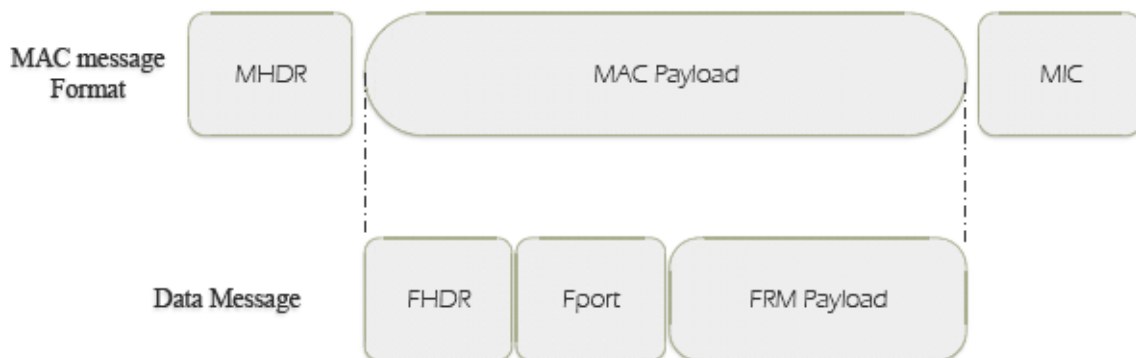 MAC message
Format
MHDR
MAC Payload
MIC
Data Message
FHDR
Fport
FRM Payload